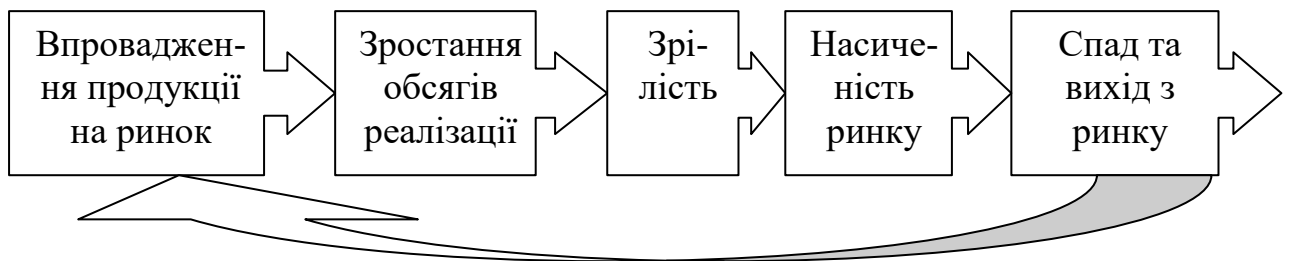 Впроваджен-
ня продукції
на ринок
Зростання
обсягів
реалізації
Зрі-
лість
Насиче-
ність
ринку
Спад та
вихід з
ринку